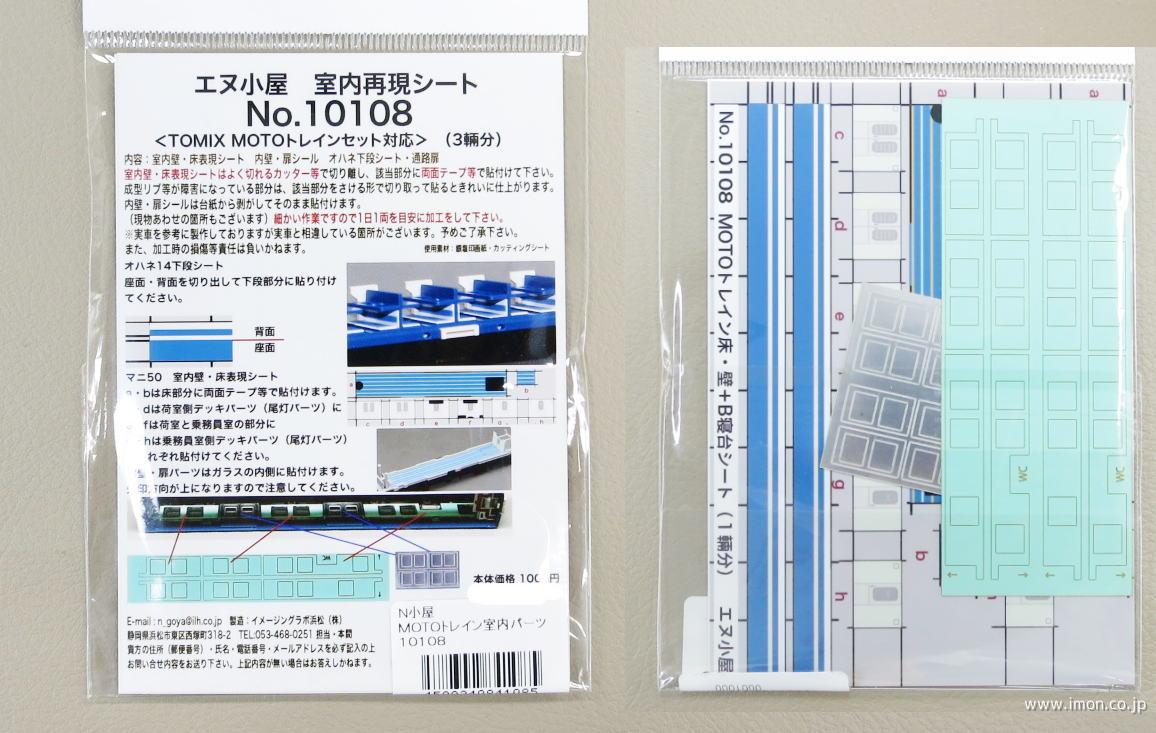 エヌ小屋　室内再現シート
No.10108
＜TOMIX MOTOトレインセット対応＞　（3輛分）
内容：室内壁・床表現シート　内壁・扉シール　オハネ下段シート・通路扉
室内壁・床表現シートはよく切れるカッター等で切り離し、該当部分に両面テープ等で貼付けて下さい。
成型リブ等が障害になっている部分は、該当部分をさける形で切り取って貼るときれいに仕上がります。
内壁・扉シールは台紙から剥がしてそのまま貼付けます。
（現物あわせの箇所もございます）細かい作業ですので1日1両を目安に加工をして下さい。
※実車を参考に製作しておりますが実車と相違している箇所がございます。予めご了承下さい。
また、加工時の損傷等責任は負いかねます。
使用素材：銀塩印画紙・カッティングシート
オハネ14下段シート
座面・背面を切り出して下段部分に貼り付け
てください。
背面
座面
マニ50　室内壁・床表現シート
・bは床部分に両面テープ等で貼付けます。
dは荷室側デッキパーツ（尾灯パーツ）に
fは荷室と乗務員室の部分に
hは乗務員室側デッキパーツ（尾灯パーツ）
れぞれ貼付けてください。
・扉パーツはガラスの内側に貼付けます。
印方向が上になりますので注意してください。
a
b
c d e f g h
WC
本体価格 100 円
E-mail : n_goya@ilh.co.jp　製造：イメージングラボ浜松（株）
静岡県浜松市東区西塚町318-2　TEL:053-468-0251 担当・本間
貴方の住所（郵便番号）・氏名・電話番号・メールアドレスを必ず記入の上
お問い合せ内容をお送り下さい。上記内容が無い場合はお答えしかねます。
N小屋
MOTOトレイン室内パーツ
10108
No.10108 MOTOトレイン床・壁＋B寝台シート（1輛分）　エヌ小屋
a
a
c
d
e
g
h
b
WC
WC
www.imon.co.jp